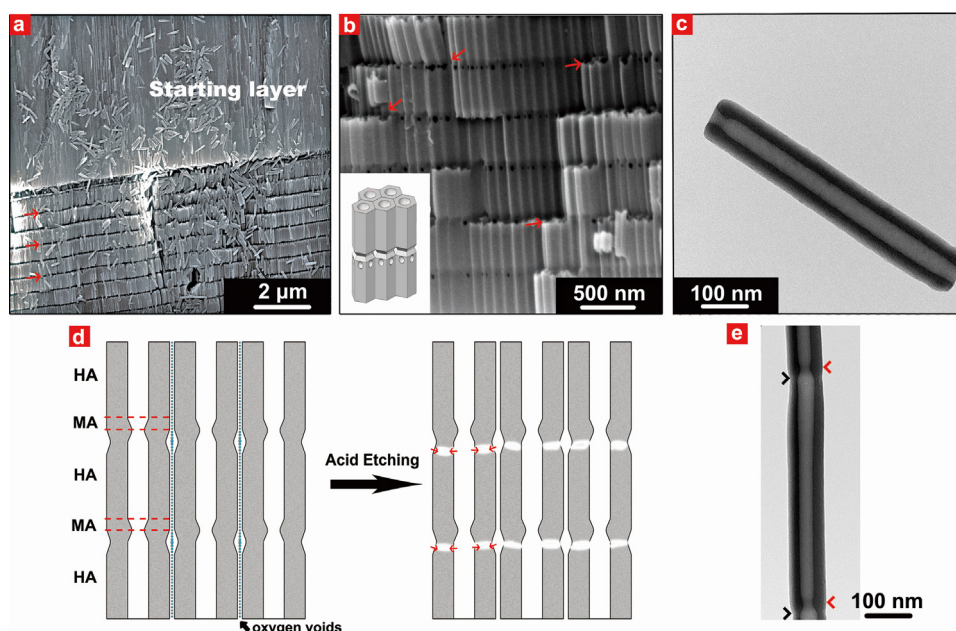 a
Starting layer
2 µm
b
500 nm
c
100 nm
d
HA
MA
HA
MA
HA
Acid Etching
oxygen voids
e
100 nm